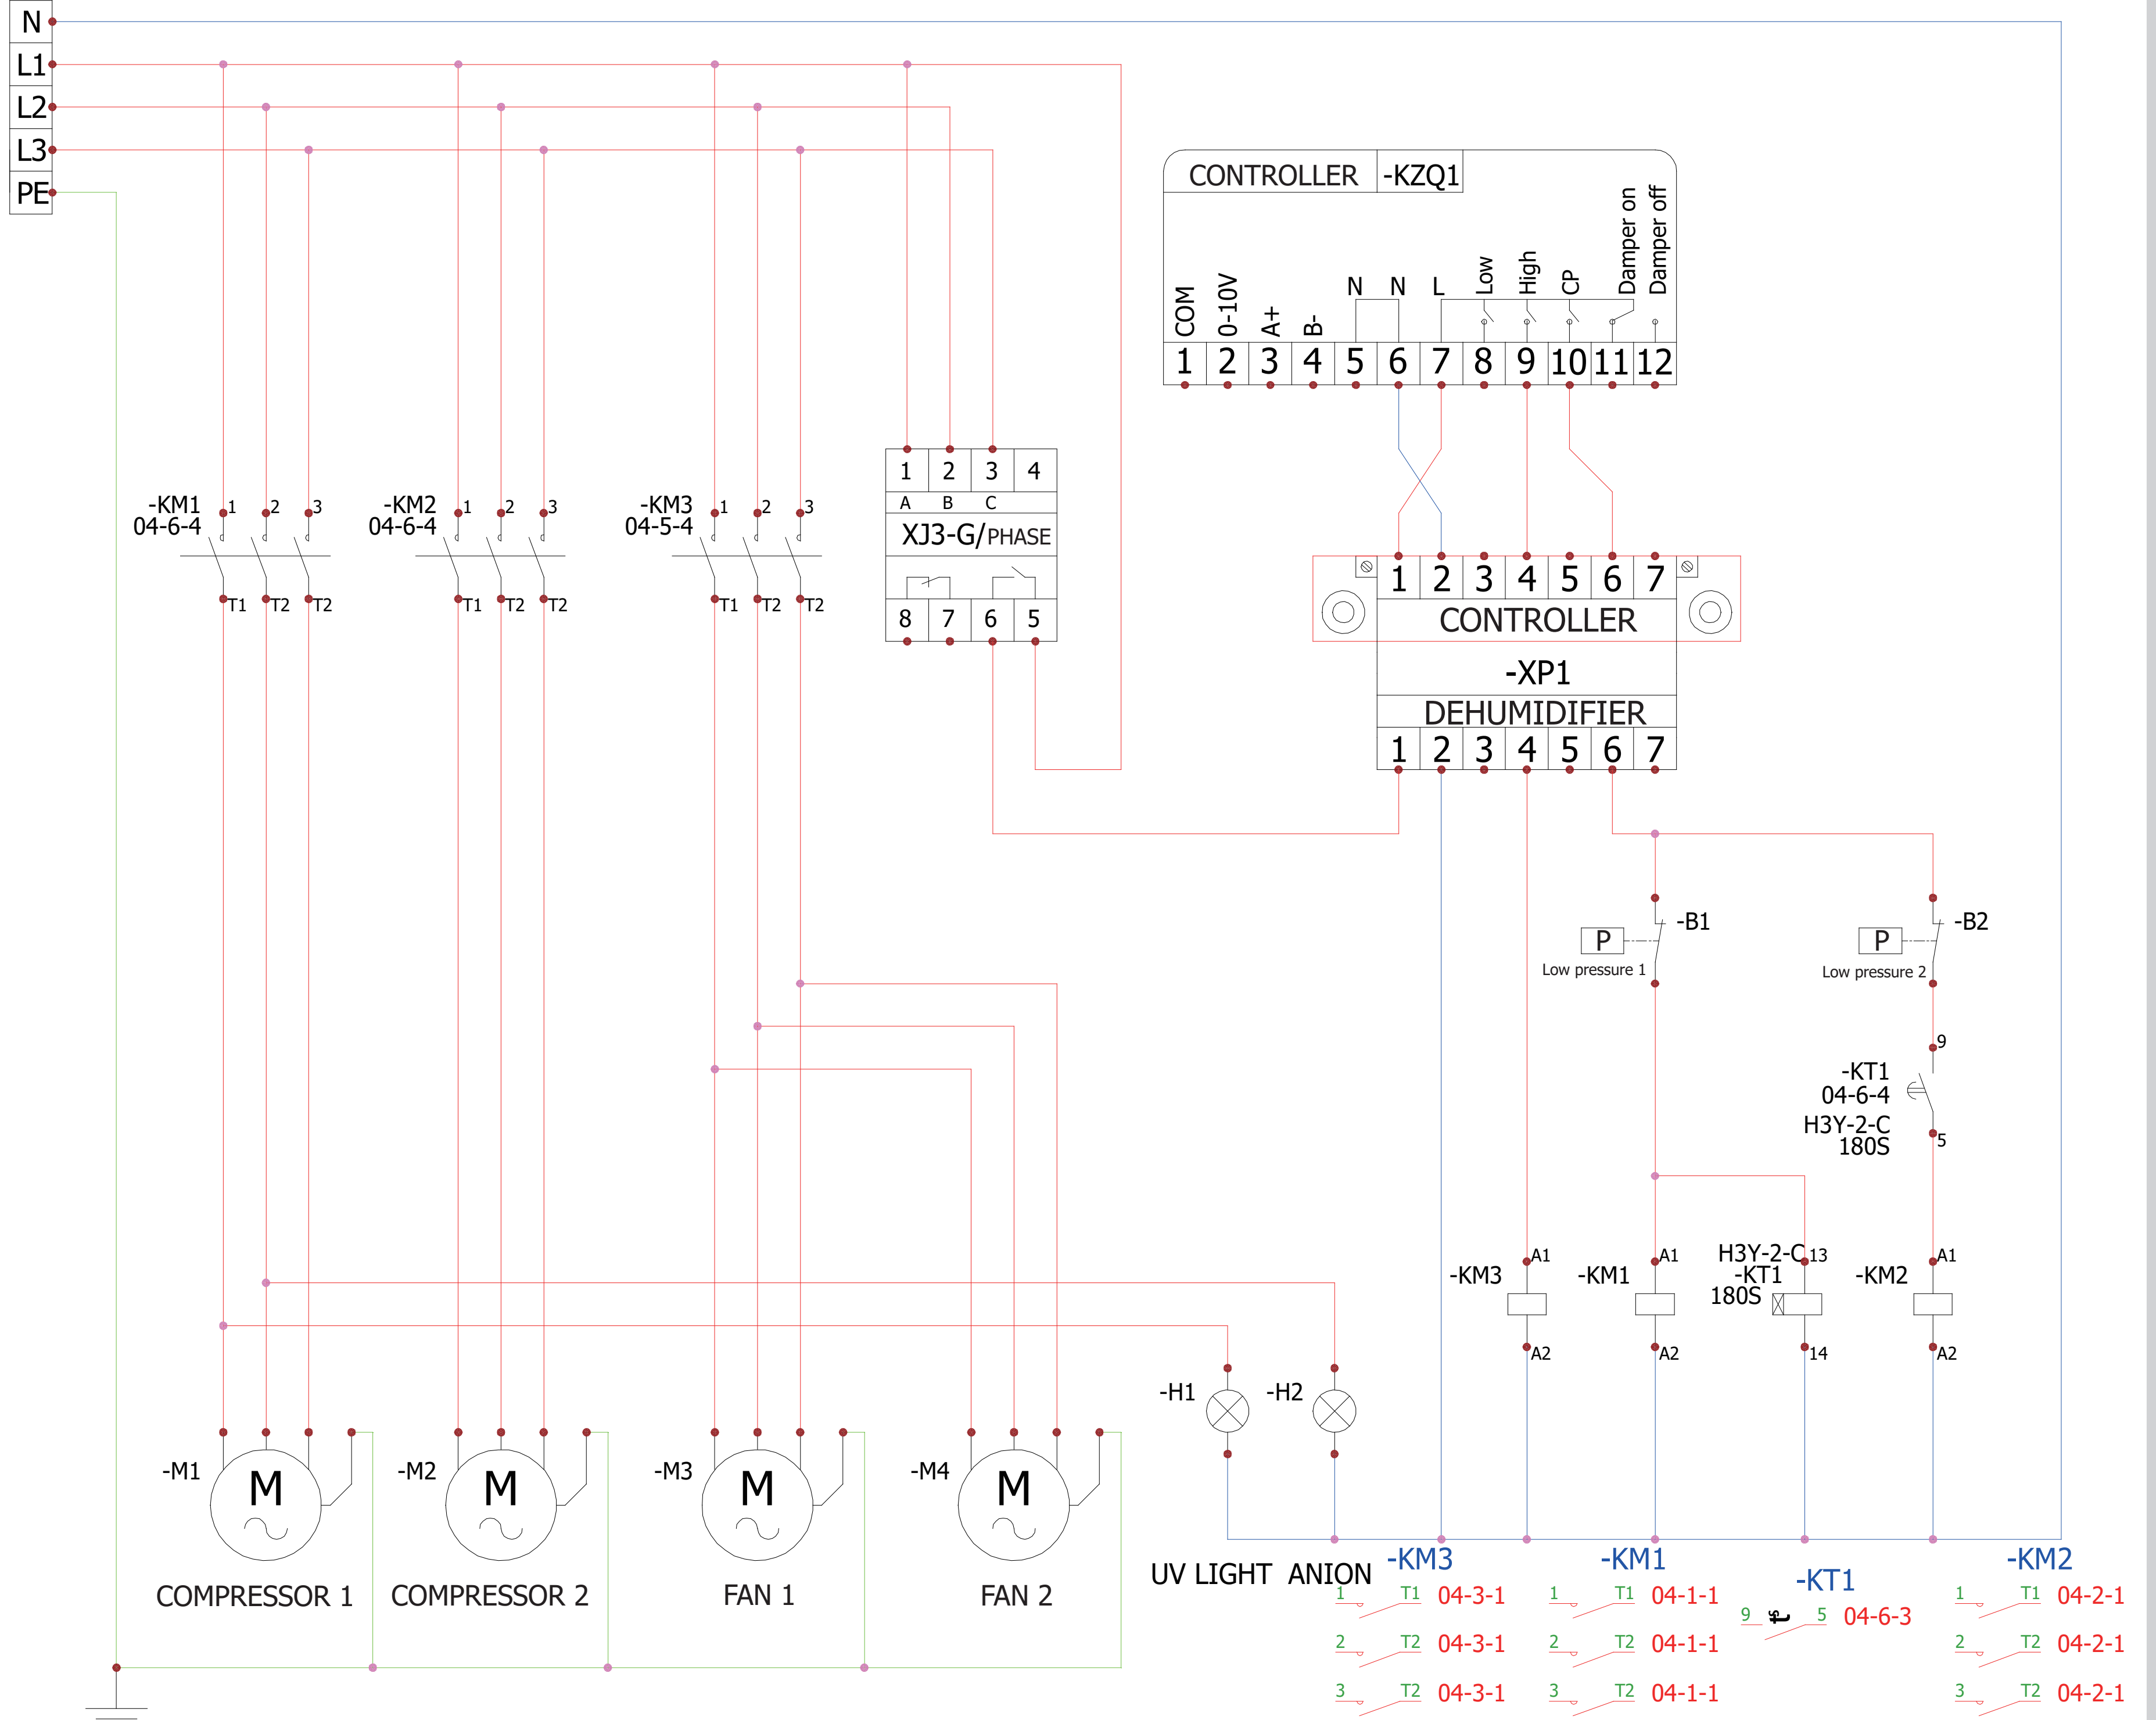 N
L1
L2
L3
PE
CONTROLLER -KZQ1
COM 0-10V A+ B- N N L Low High CP Damper on Damper off
1 2 3 4 5 6 7 8 9 10 11 12
1 2 3 4
A B C
XJ3-G/PHASE
8 7 6 5
-KM1 1 2 3
04-6-4
T1 T2 T2
-KM2 1 2 3
04-6-4
T1 T2 T2
-KM3 1 2 3
04-5-4
T1 T2 T2
1 2 3 4 5 6 7
CONTROLLER
-XP1
DEHUMIDIFIER
1 2 3 4 5 6 7
P -B1
Low pressure 1
P -B2
Low pressure 2
9
-KT1
04-6-4
H3Y-2-C
180S
5
A1
-KM3
A2
A1
-KM1
A2
H3Y-2-C 13
-KT1
180S
14
A1
-KM2
A2
-H1
-H2
-M1
M
-M2
M
-M3
M
-M4
M
COMPRESSOR 1
COMPRESSOR 2
FAN 1
FAN 2
UV LIGHT ANION
-KM3
1 T1 04-3-1
2 T2 04-3-1
3 T2 04-3-1
-KM1
1 T1 04-1-1
2 T2 04-1-1
3 T2 04-1-1
-KT1
9 5 04-6-3
-KM2
1 T1 04-2-1
2 T2 04-2-1
3 T2 04-2-1